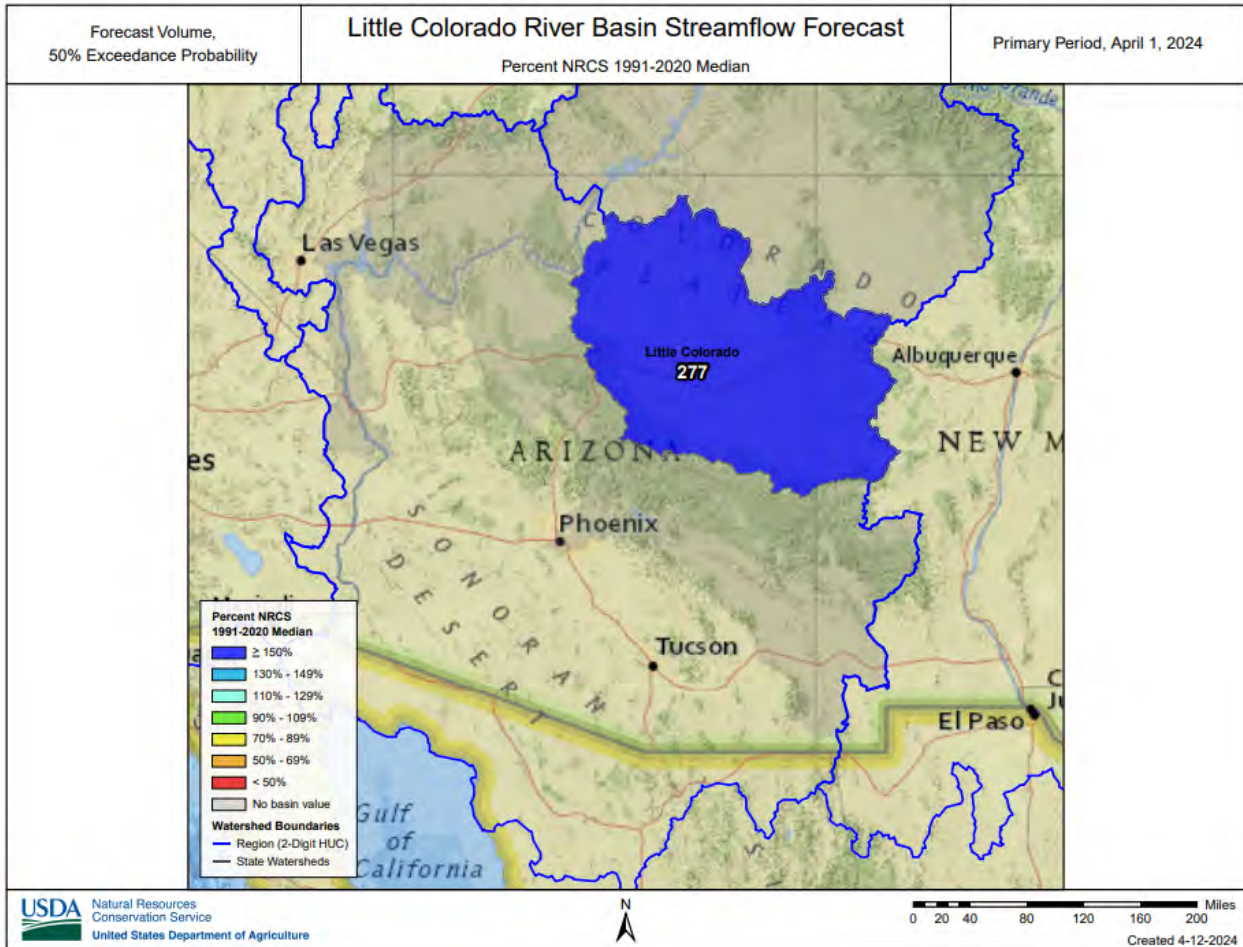 Forecast Volume,
50% Exceedance Probability
Little Colorado River Basin Streamflow Forecast
Percent NRCS 1991-2020 Median
Primary Period, April 1, 2024
Grande
COLORADO
PLATEAU
Las Vegas
Little Colorado
277
Albuquerque
ARIZONA
NEW M
es
Phoenix
SONORAN
DESERT
Tucson
El Paso
C
Ju
Gulf
of
California
Percent NRCS
1991-2020 Median
≥ 150%
130% - 149%
110% - 129%
90% - 109%
70% - 89%
50% - 69%
< 50%
No basin value
Watershed Boundaries
Region (2-Digit HUC)
State Watersheds
USDA
Natural Resources
Conservation Service
United States Department of Agriculture
N
Miles
0 20 40 80 120 160 200
Created 4-12-2024